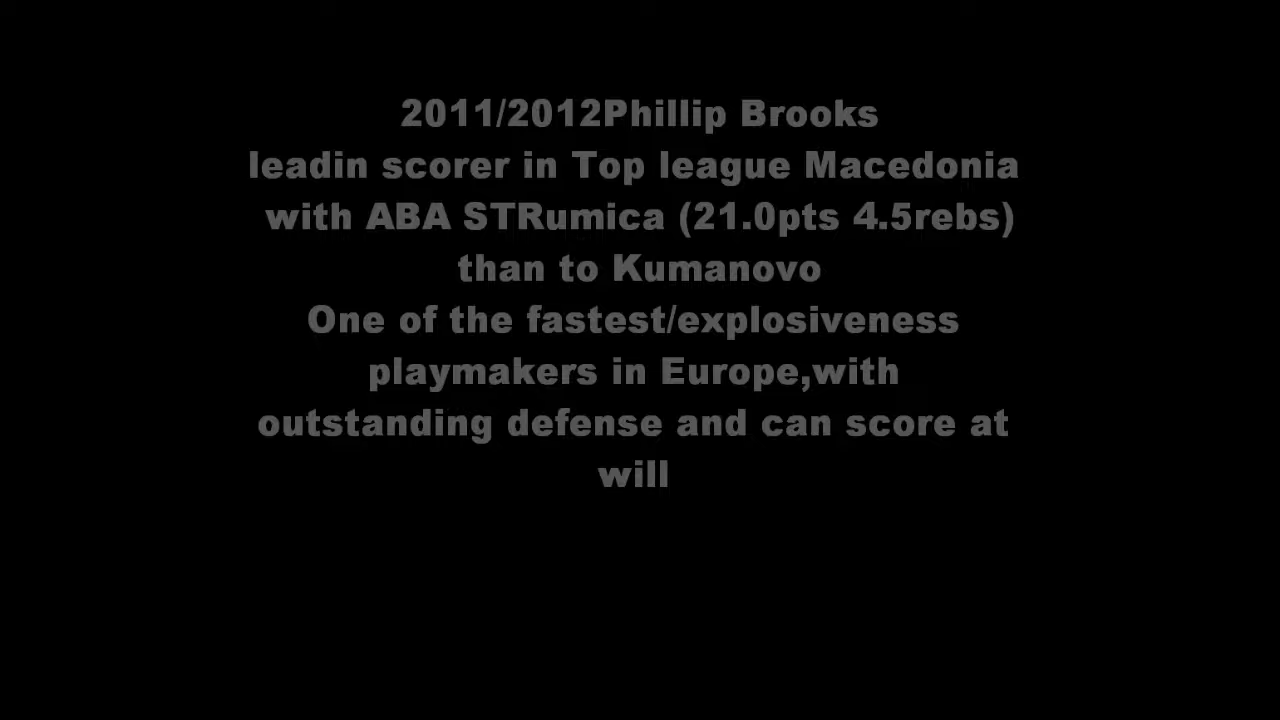 2011/2012Phillip Brooks
leadin scorer in Top league Macedonia
with ABA STRumica (21.0pts 4.5rebs)
than to Kumanovo
One of the fastest/explosiveness
playmakers in Europe,with
outstanding defense and can score at
will